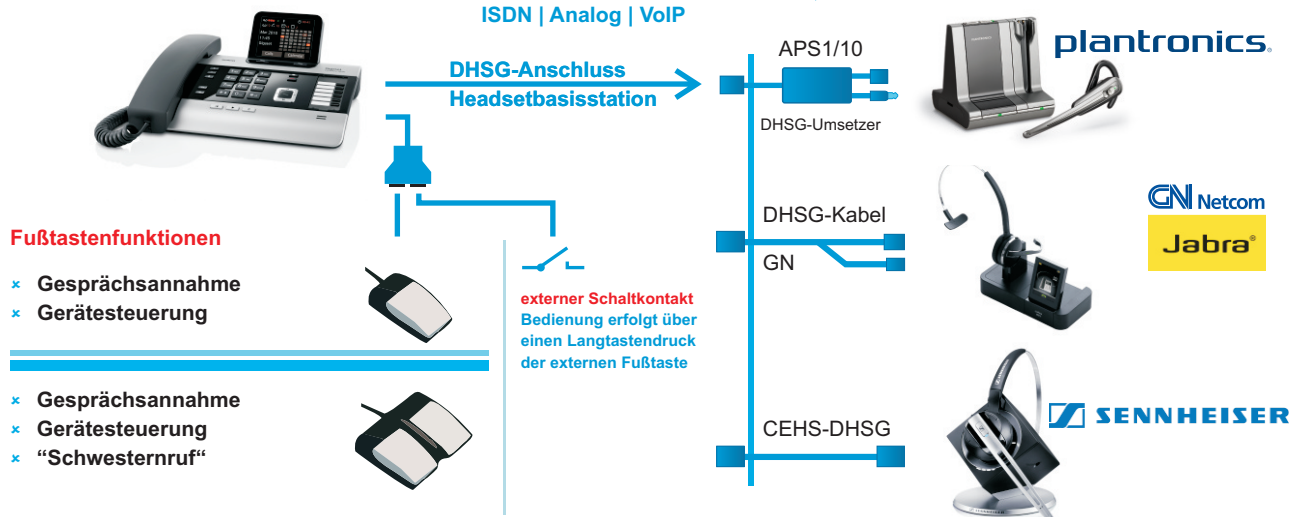 ISDN | Analog | VoIP
DHSG-Anschluss
Headsetbasisstation
APS1/10
DHSG-Umsetzer
plantronics.
DHSG-Kabel
GN
GN Netcom
Jabra®
CEHS-DHSG
SENNHEISER
Fußtastenfunktionen
× Gesprächsannahme
× Gerätesteuerung
externer Schaltkontakt
Bedienung erfolgt über
einen Langtastendruck
der externen Fußtaste
× Gesprächsannahme
× Gerätesteuerung
× “Schwesternruf“